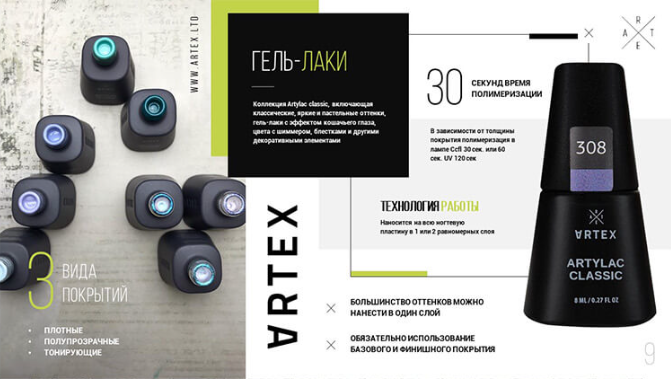 WWW.ARTEX.LTD
ГЕЛЬ-ЛАКИ
Коллекция Artylac classic, включающая
классические, яркие и пастельные оттенки,
гель-лаки с эффектом кошачьего глаза,
цвета с шиммером, блестками и другими
декоративными элементами
30 СЕКУНД ВРЕМЯ
ПОЛИМЕРИЗАЦИИ
В зависимости от толщины
покрытия полимеризация в
лампе Ccfl 30 сек. или 60
сек. UV 120 сек
ТЕХНОЛОГИЯ РАБОТЫ
Наносится на всю ногтевую
пластину в 1 или 2 равномерных слоя
ARTEX
БОЛЬШИНСТВО ОТТЕНКОВ МОЖНО
НАНЕСТИ В ОДИН СЛОЙ
ОБЯЗАТЕЛЬНО ИСПОЛЬЗОВАНИЕ
БАЗОВОГО И ФИНИШНОГО ПОКРЫТИЯ
3 ВИДА
ПОКРЫТИЙ
ПЛОТНЫЕ
ПОЛУПРОЗРАЧНЫЕ
ТОНИРУЮЩИЕ
A R T E X
308
ARTEX
ARTYLAC
CLASSIC
8 ML / 0.27 FL OZ
9